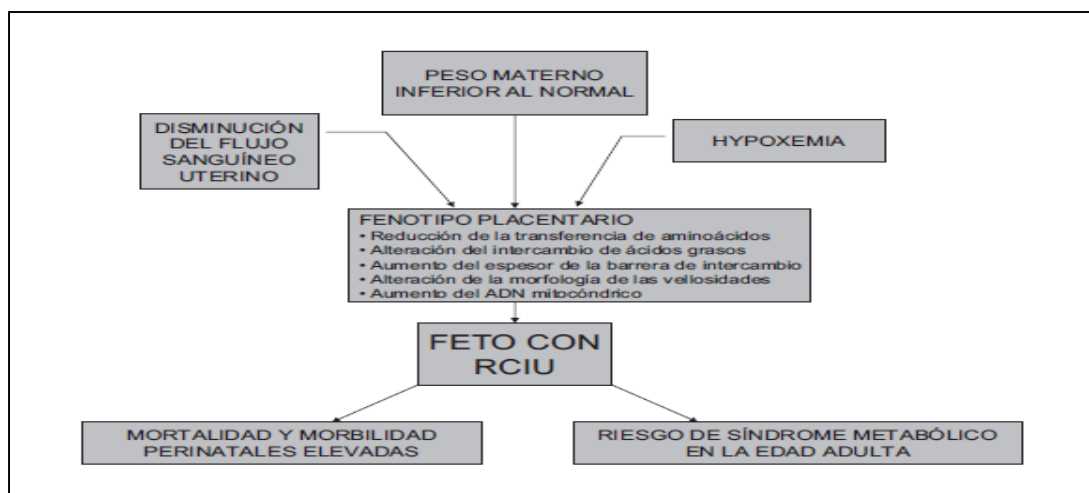 PESO MATERNO
INFERIOR AL NORMAL
DISMINUCIÓN
DEL FLUJO
SANGUÍNEO
UTERINO
HYPOXEMIA
FENOTIPO PLACENTARIO
• Reducción de la transferencia de aminoácidos
• Alteración del intercambio de ácidos grasos
• Aumento del espesor de la barrera de intercambio
• Alteración de la morfología de las vellosidades
• Aumento del ADN mitocóndrico
FETO CON
RCIU
MORTALIDAD Y MORBILIDAD
PERINATALES ELEVADAS
RIESGO DE SÍNDROME METABÓLICO
EN LA EDAD ADULTA